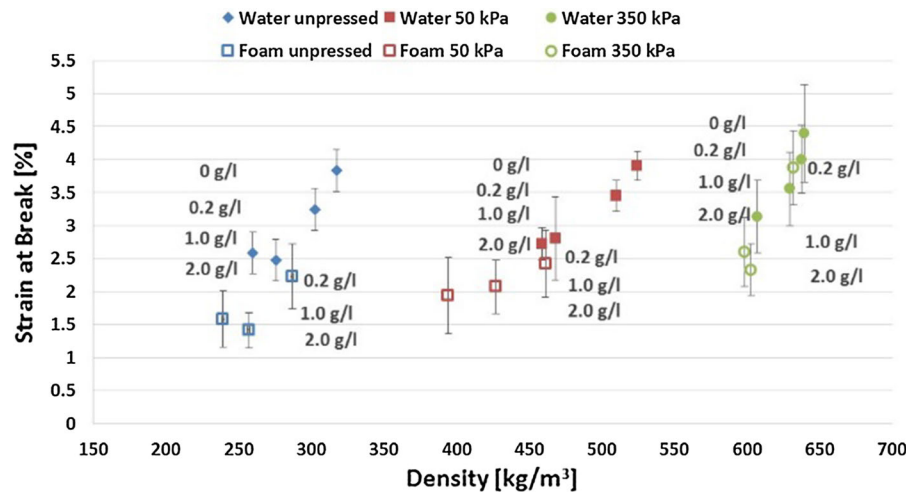 Water unpressed Water 50 kPa Water 350 kPa
Foam unpressed Foam 50 kPa Foam 350 kPa
Strain at Break [%]
5.5
5
4.5
4
3.5
3
2.5
2
1.5
1
0.5
0
0 g/l
0.2 g/l
1.0 g/l
2.0 g/l
0.2 g/l
1.0 g/l
2.0 g/l
0 g/l
0.2 g/l
1.0 g/l
2.0 g/l
0.2 g/l
1.0 g/l
2.0 g/l
0 g/l
0.2 g/l
1.0 g/l
2.0 g/l
0.2 g/l
1.0 g/l
2.0 g/l
150 200 250 300 350 400 450 500 550 600 650 700
Density [kg/m³]